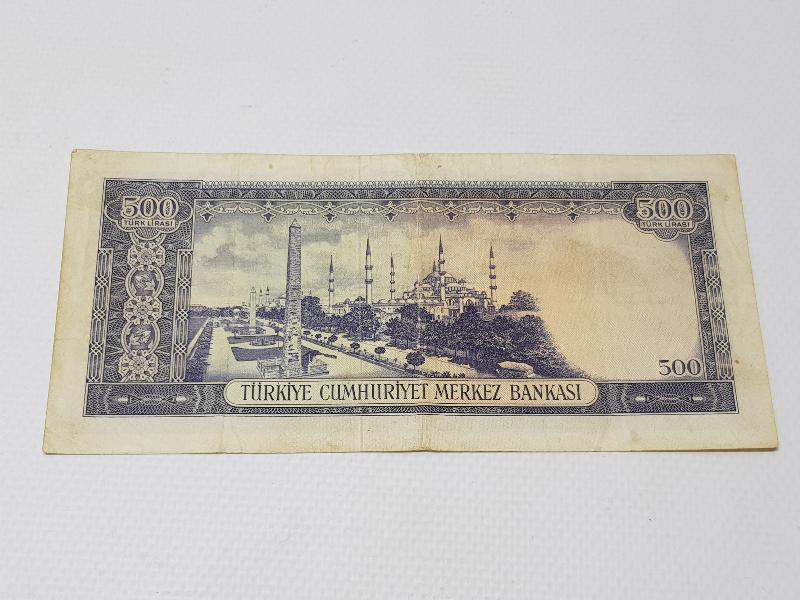 500
TÜRK LİRASI
500
TÜRK LİRASI
500
TÜRKİYE CUMHURİYET MERKEZ BANKASI